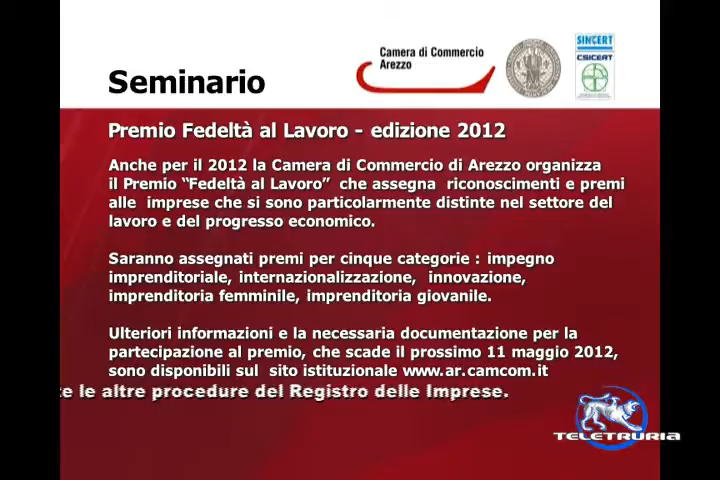 Camera di Commercio
Arezzo
SINCERT
CSICERT
Seminario
Premio Fedeltà al Lavoro - edizione 2012
Anche per il 2012 la Camera di Commercio di Arezzo organizza
il Premio “Fedeltà al Lavoro” che assegna riconoscimenti e premi
alle imprese che si sono particolarmente distinte nel settore del
lavoro e del progresso economico.
Saranno assegnati premi per cinque categorie : impegno
imprenditoriale, internazionalizzazione, innovazione,
imprenditoria femminile, imprenditoria giovanile.
Ulteriori informazioni e la necessaria documentazione per la
partecipazione al premio, che scade il prossimo 11 maggio 2012,
sono disponibili sul sito istituzionale www.ar.camcom.it
le altre procedure del Registro delle Imprese.
TELETRURIA